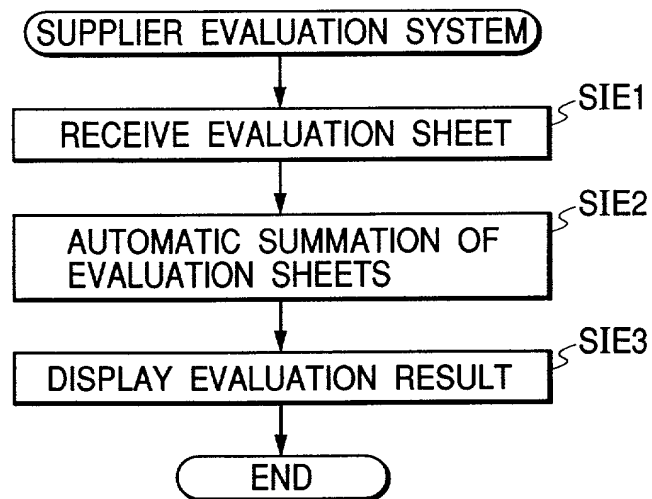 SUPPLIER EVALUATION SYSTEM
SIE1
RECEIVE EVALUATION SHEET
SIE2
AUTOMATIC SUMMATION OF
EVALUATION SHEETS
SIE3
DISPLAY EVALUATION RESULT
END